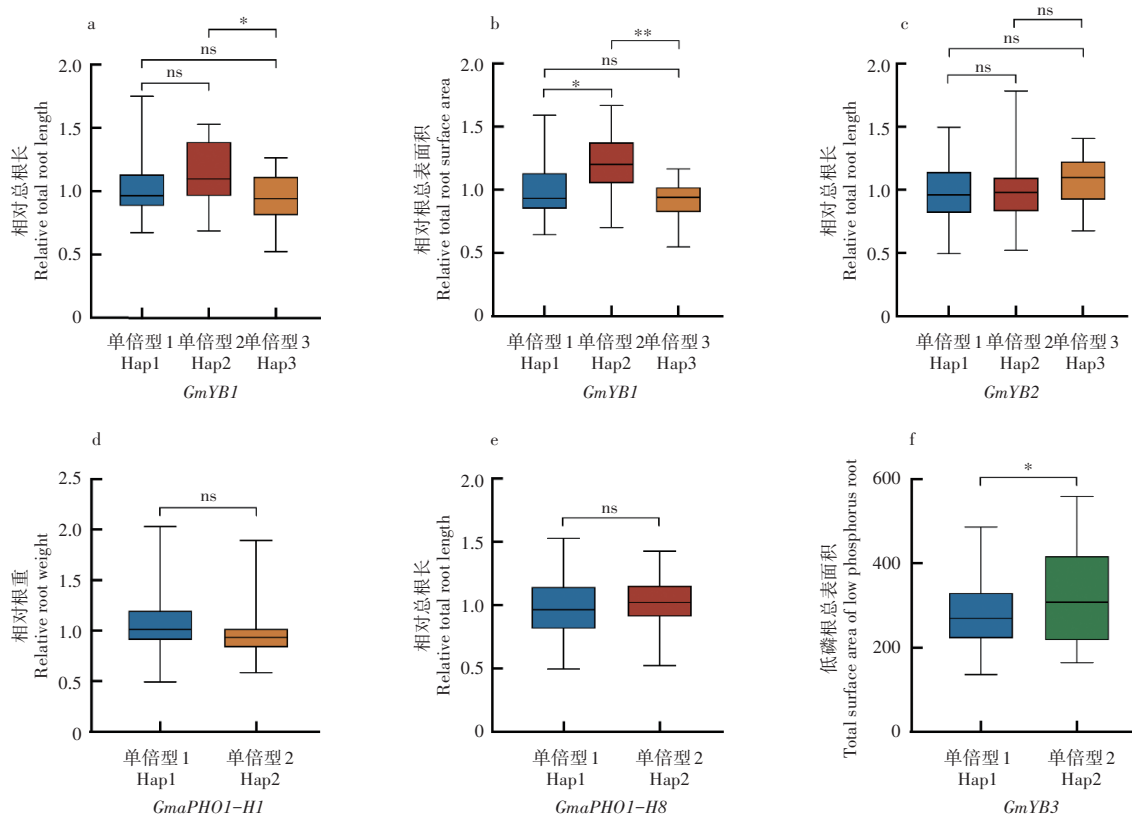 a
*
ns
ns
2.0
1.5
1.0
0.5
0
相对总根长
Relative total root length
单倍型1 单倍型2 单倍型3
Hap1 Hap2 Hap3
GmYB1
b
**
ns
*
2.0
1.5
1.0
0.5
0
相对根总表面积
Relative total root surface area
单倍型1 单倍型2 单倍型3
Hap1 Hap2 Hap3
GmYB1
c
ns
ns
ns
2.0
1.5
1.0
0.5
0
相对总根长
Relative total root length
单倍型1 单倍型2 单倍型3
Hap1 Hap2 Hap3
GmYB2
d
ns
2.5
2.0
1.5
1.0
0.5
0
相对根重
Relative root weight
单倍型1 单倍型2
Hap1 Hap2
GmaPHO1-H1
e
ns
2.0
1.5
1.0
0.5
0
相对总根长
Relative total root length
单倍型1 单倍型2
Hap1 Hap2
GmaPHO1-H8
f
*
600
400
200
0
低磷根总表面积
Total surface area of low phosphorus root
单倍型1 单倍型2
Hap1 Hap2
GmYB3